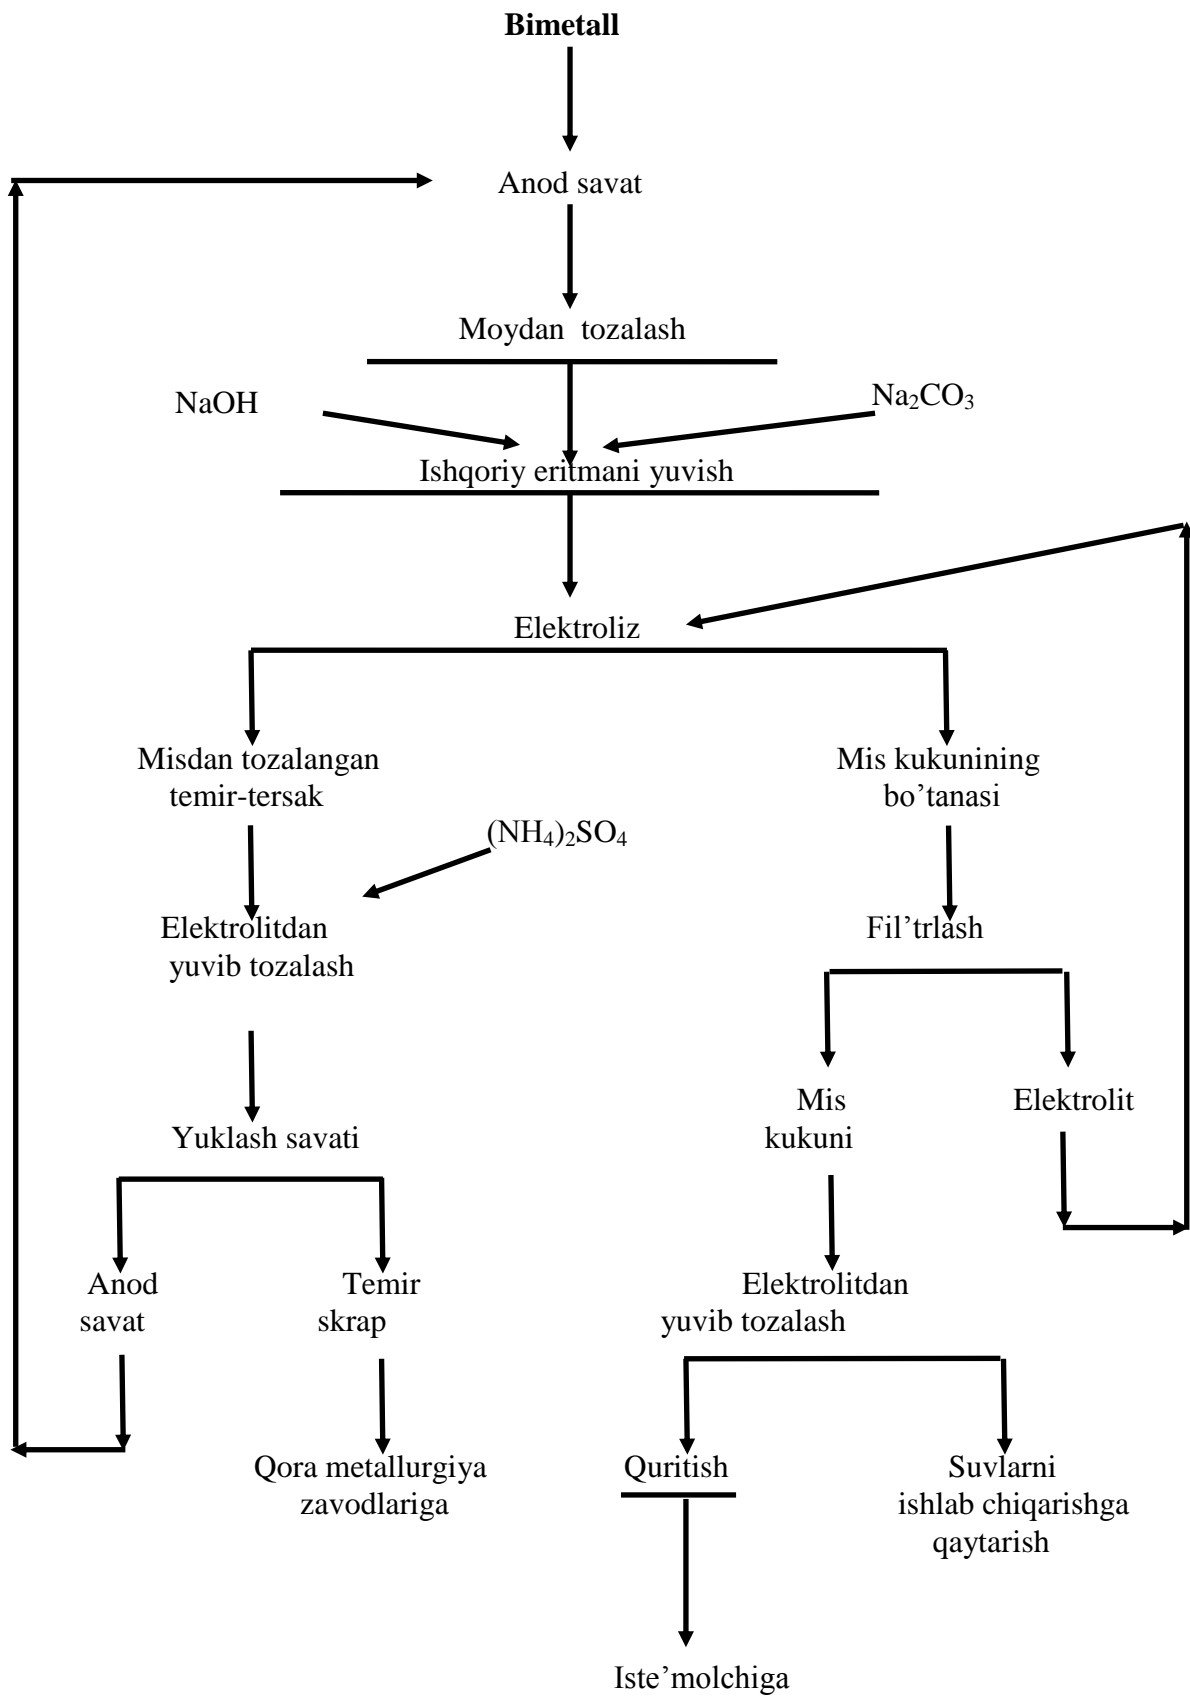 Bimetall
Anod savat
Moydan tozalash
NaOH
Na₂CO₃
Ishqoriy eritmani yuvish
Elektroliz
Misdan tozalangan
temir-tersak
Mis kukunining
bo’tanasi
(NH₄)₂SO₄
Elektrolitdan
yuvib tozalash
Fil’trlash
Mis
kukuni
Elektrolit
Yuklash savati
Anod
savat
Temir
skrap
Elektrolitdan
yuvib tozalash
Qora metallurgiya
zavodlariga
Quritish
Suvlarni
ishlab chiqarishga
qaytarish
Iste’molchiga